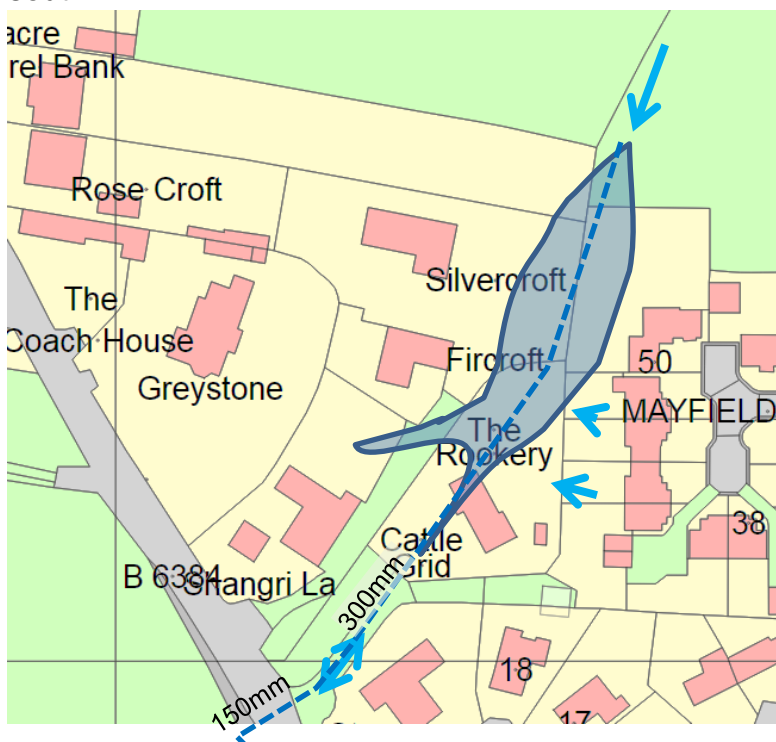 acre
rel Bank
Rose Croft
The
Coach House
Silvercroft
Greystone
Fircroft
50
MAYFIELD
The
Rookery
38
Cattle
Grid
B 6384
Shangri La
300mm
18
150mm
17